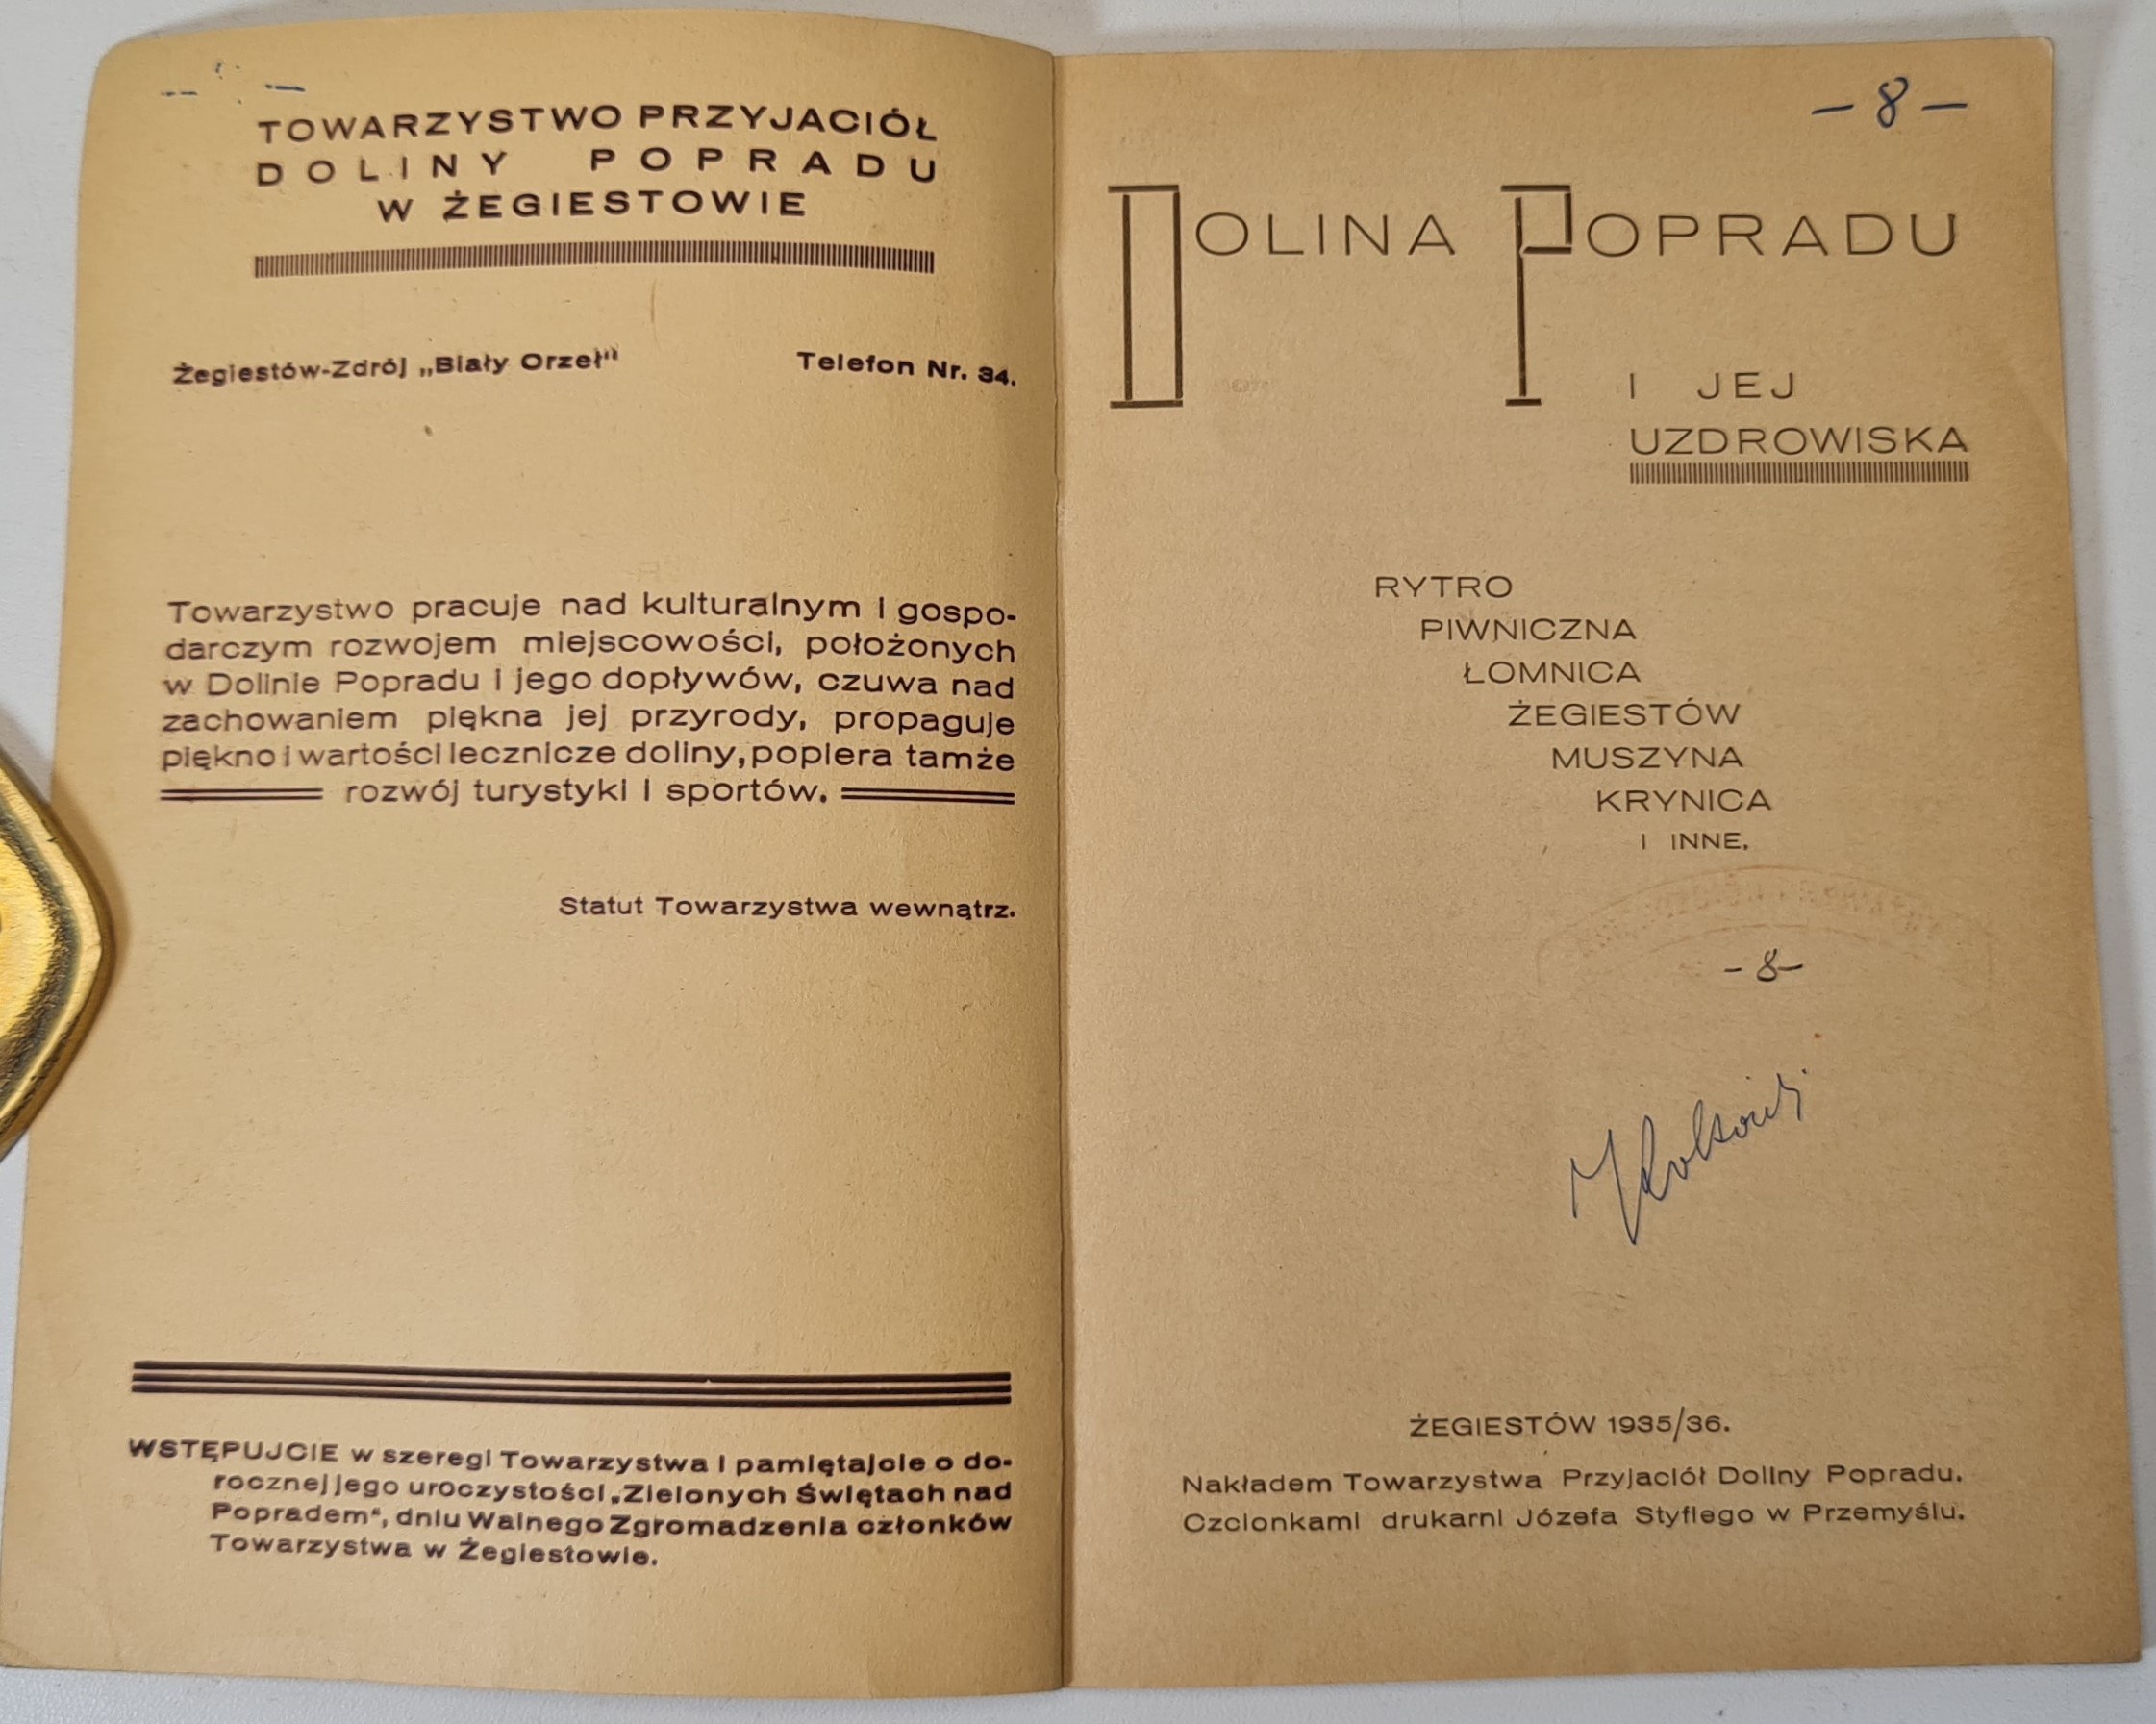 TOWARZYSTWO PRZYJACIÓŁ
DOLINY POPRADU
W ŻEGIESTOWIE
Żegiestów-Zdrój „Biały Orzeł" Telefon Nr. 34.
Towarzystwo pracuje nad kulturalnym i gospo-
darczym rozwojem miejscowości, położonych
w Dolinie Popradu i jego dopływów, czuwa nad
zachowaniem piękna jej przyrody, propaguje
piękno i wartości lecznicze doliny, popiera tamże
rozwój turystyki i sportów.
Statut Towarzystwa wewnątrz.
WSTĘPUJCIE w szeregi Towarzystwa i pamiętajcie o do-
rocznej jego uroczystości „Zielonych Świętach nad
Popradem", dniu Walnego Zgromadzenia członków
Towarzystwa w Żegiestowie.
- 8 -
DOLINA POPRADU
I JEJ
UZDROWISKA
RYTRO
PIWNICZNA
ŁOMNICA
ŻEGIESTÓW
MUSZYNA
KRYNICA
I INNE.
- 8 -
ŻEGIESTÓW 1935/36.
Nakładem Towarzystwa Przyjaciół Doliny Popradu.
Czcionkami drukarni Józefa Styfiego w Przemyślu.